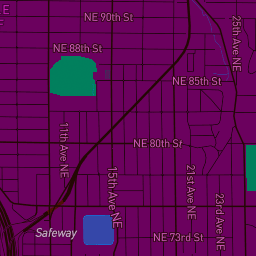 E
NE 90th St
25th Ave NE
NE 88th St
NE 85th St
11th Ave NE
NE 80th St
15th Ave NE
21st Ave NE
23rd Ave NE
Safeway
NE 73rd St